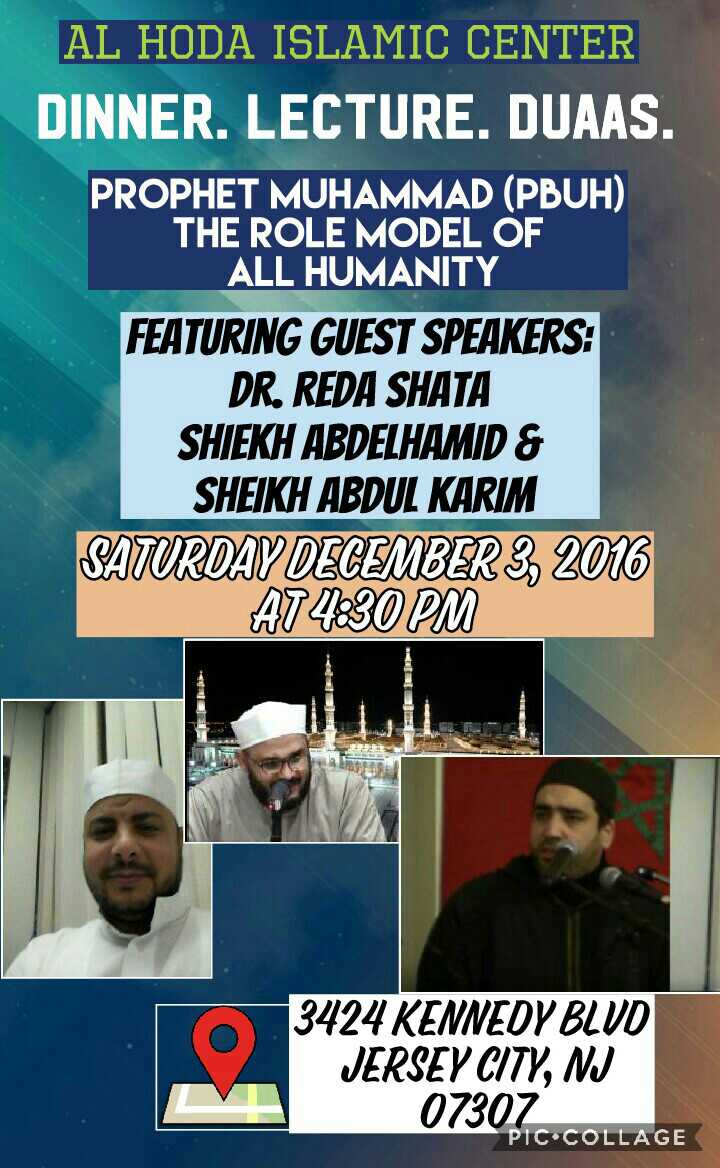 AL HODA ISLAMIC CENTER
DINNER. LECTURE. DUAAS.
PROPHET MUHAMMAD (PBUH)
THE ROLE MODEL OF
ALL HUMANITY
FEATURING GUEST SPEAKERS:
DR. REDA SHATA
SHIEKH ABDELHAMID &
SHEIKH ABDUL KARIM
SATURDAY DECEMBER 3, 2016
AT 4:30 PM
3424 KENNEDY BLVD
JERSEY CITY, NJ
07307
PIC•COLLAGE